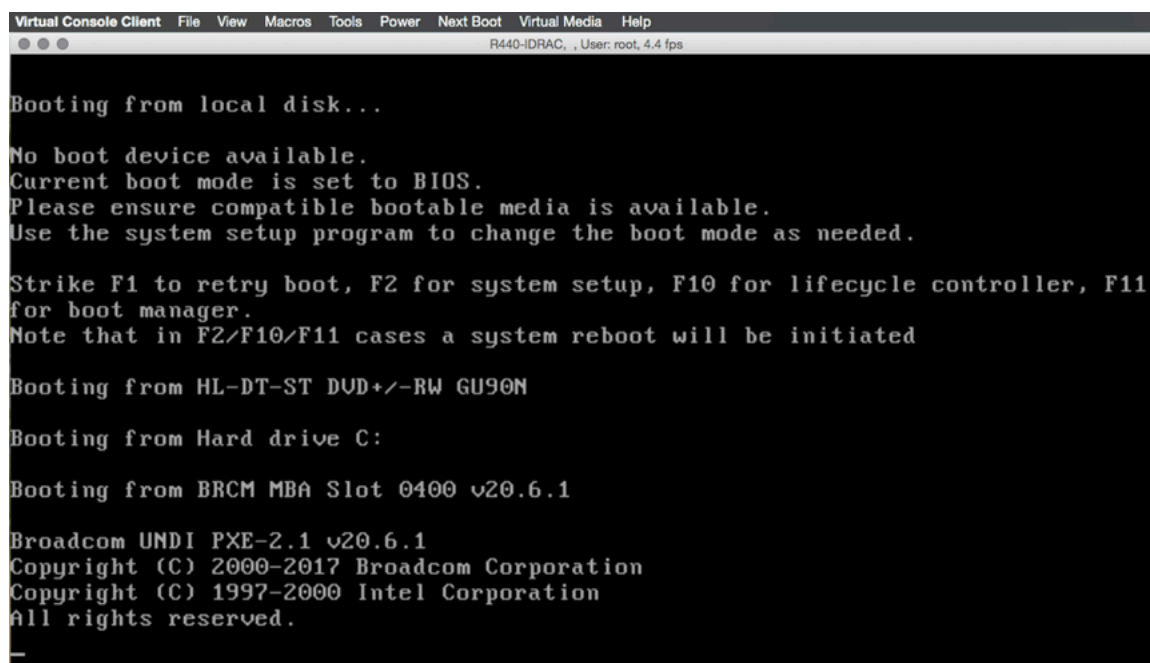 Virtual Console Client File View Macros Tools Power Next Boot Virtual Media Help
R440-IDRAC, , User: root, 4.4 fps
Booting from local disk...
No boot device available.
Current boot mode is set to BIOS.
Please ensure compatible bootable media is available.
Use the system setup program to change the boot mode as needed.
Strike F1 to retry boot, F2 for system setup, F10 for lifecycle controller, F11
for boot manager.
Note that in F2/F10/F11 cases a system reboot will be initiated
Booting from HL-DT-ST DVD+/-RW GU90N
Booting from Hard drive C:
Booting from BRCM MBA Slot 0400 v20.6.1
Broadcom UNDI PXE-2.1 v20.6.1
Copyright (C) 2000-2017 Broadcom Corporation
Copyright (C) 1997-2000 Intel Corporation
All rights reserved.